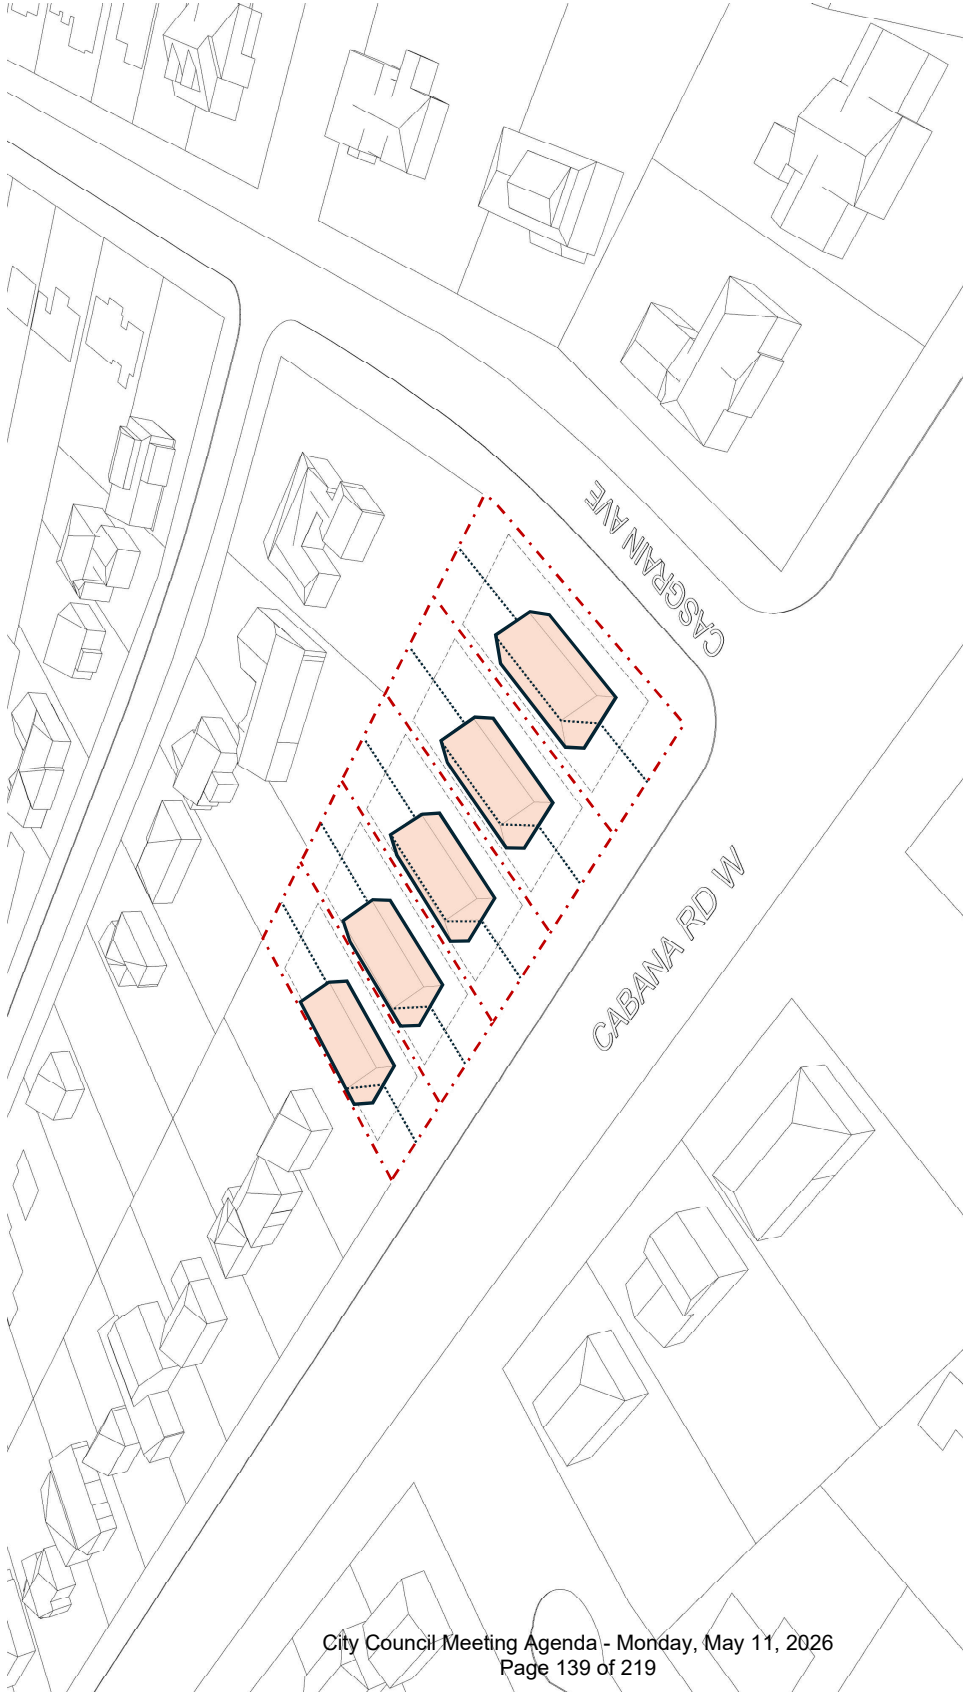 CASGRAIN AVE
CABANA RD W
City Council Meeting Agenda - Monday, May 11, 2026
Page 139 of 219